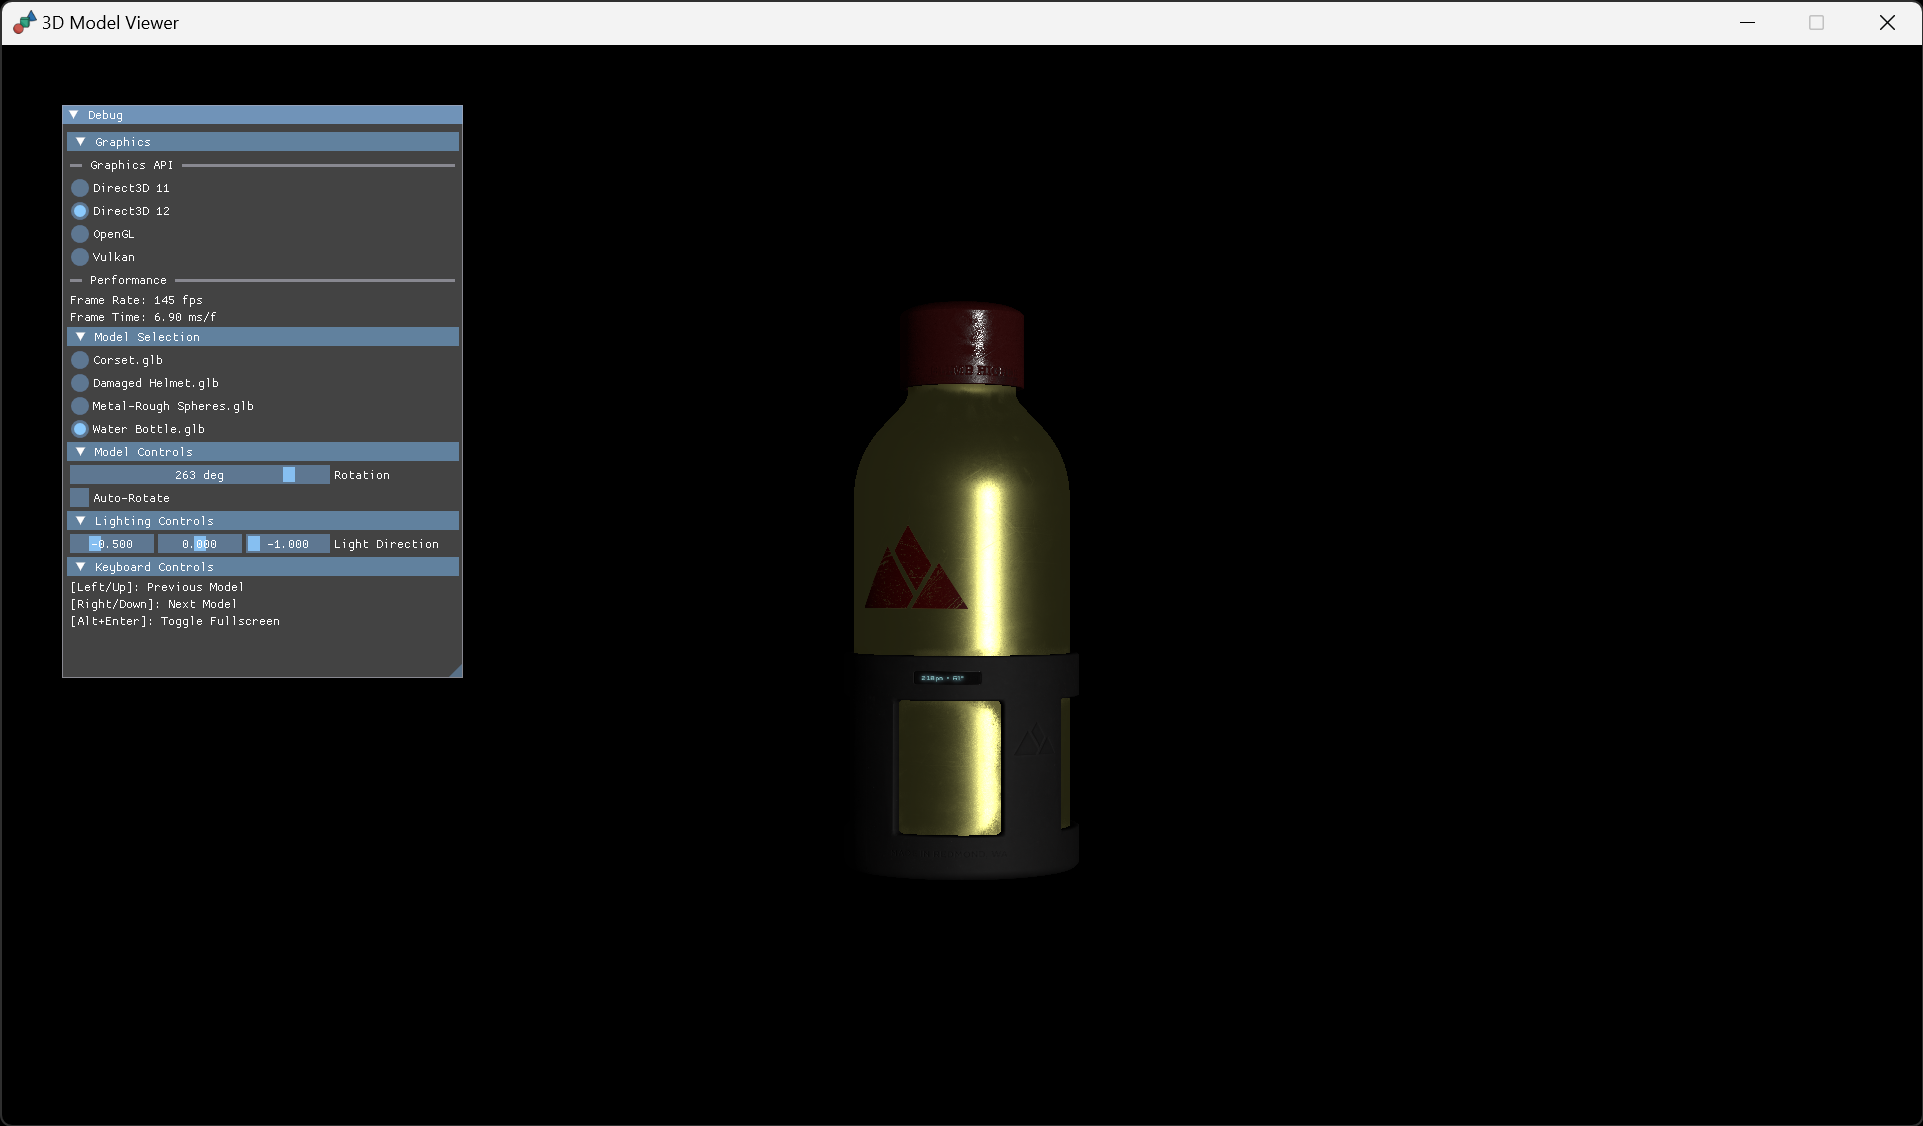 3D Model Viewer
Debug
Graphics
Graphics API
Direct3D 11
Direct3D 12
OpenGL
Vulkan
Performance
Frame Rate: 145 fps
Frame Time: 6.90 ms/f
Model Selection
Corset.glb
Damaged Helmet.glb
Metal-Rough Spheres.glb
Water Bottle.glb
Model Controls
263 deg Rotation
Auto-Rotate
Lighting Controls
-0.500 0.000 -1.000 Light Direction
Keyboard Controls
[Left/Up]: Previous Model
[Right/Down]: Next Model
[Alt+Enter]: Toggle Fullscreen